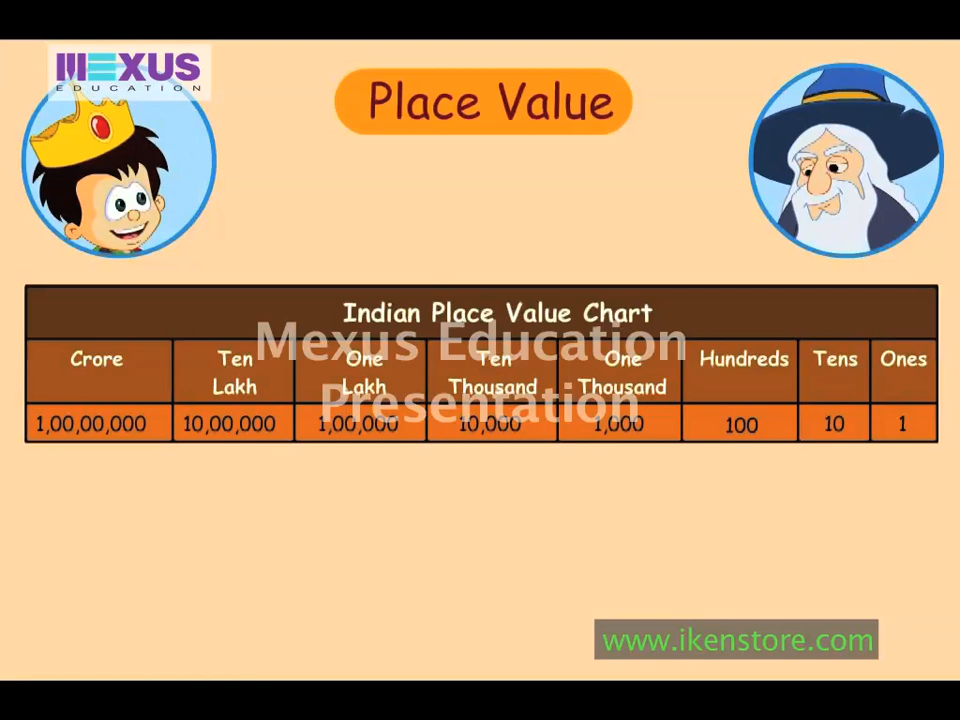 MEXUS
EDUCATION
Place Value
Indian Place Value Chart
Mexus Education
Presentation
Crore Ten Lakh One Lakh Ten Thousand One Thousand Hundreds Tens Ones
1,00,00,000 10,00,000 1,00,000 10,000 1,000 100 10 1
www.ikenstore.com